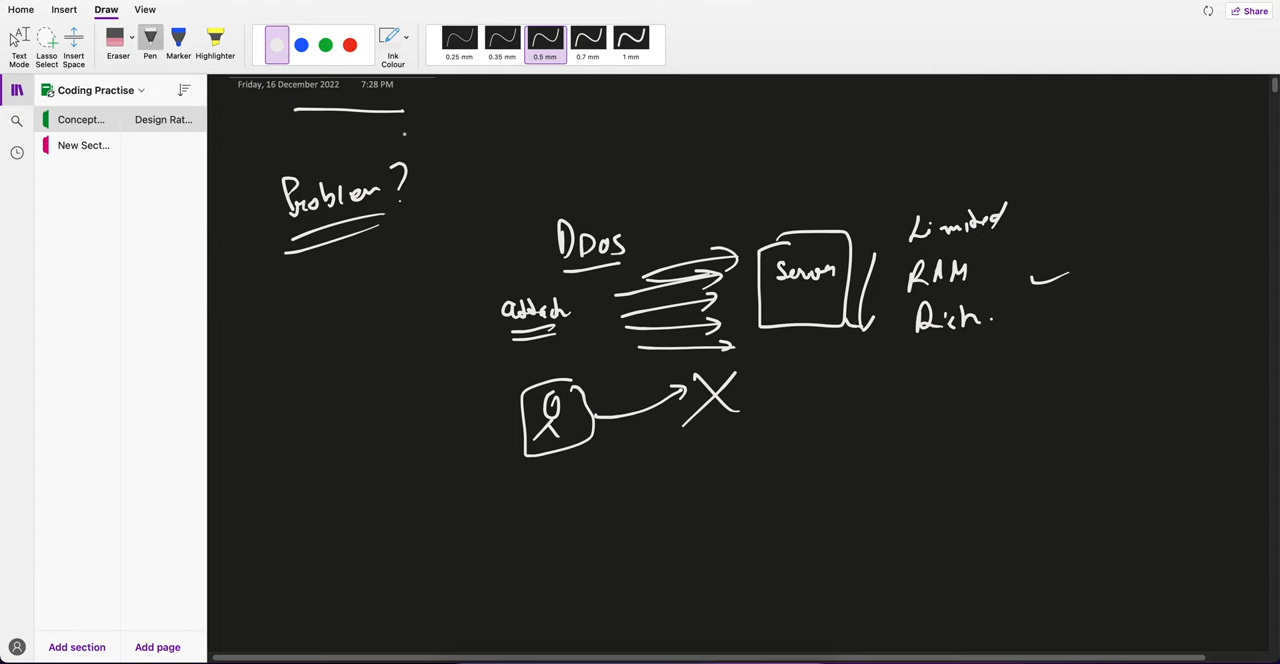 Home Insert Draw View
Share
Text Mode
Lasso Select
Insert Space
Eraser
Pen
Marker
Highlighter
Ink Colour
0.25 mm
0.35 mm
0.5 mm
0.7 mm
1 mm
Coding Practise
Friday, 16 December 2022 7:28 PM
Concept...
Design Rat...
New Sect...
Problem?
DDoS
attack
Server
Limited
RAM
Disk.
Add section
Add page